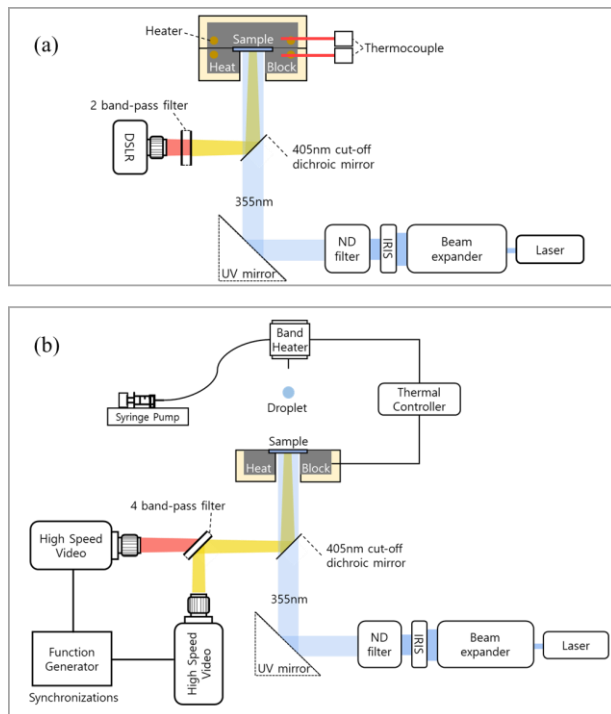 (a)
Heater
Sample
Heat
Block
Thermocouple
2 band-pass filter
DSLR
405nm cut-off
dichroic mirror
355nm
UV mirror
ND
filter
IRIS
Beam
expander
Laser
(b)
Band
Heater
Syringe Pump
Droplet
Thermal
Controller
Sample
Heat
Block
4 band-pass filter
High Speed
Video
405nm cut-off
dichroic mirror
355nm
Function
Generator
Synchronizations
High Speed
Video
UV mirror
ND
filter
IRIS
Beam
expander
Laser